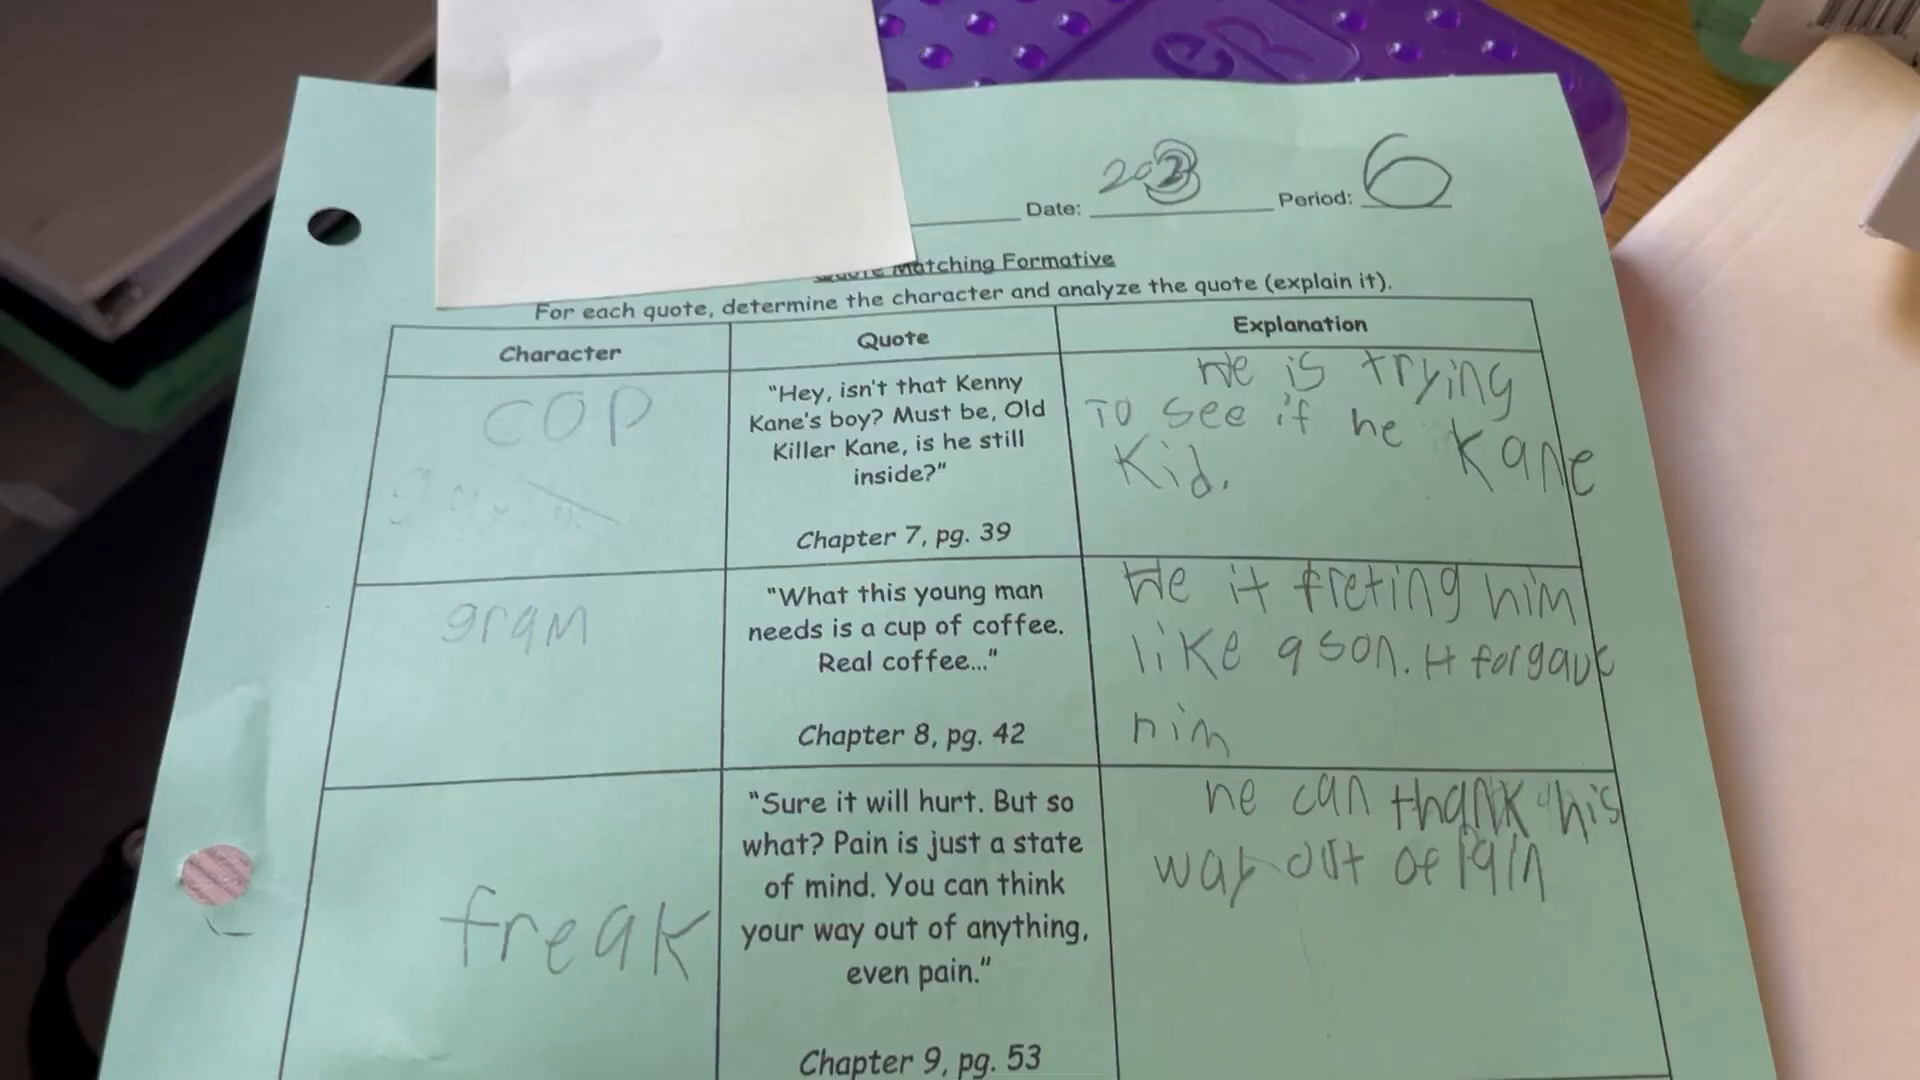 Date: 2023 Period: 6
Matching Formative
For each quote, determine the character and analyze the quote (explain it).
Character Quote Explanation
cop
"Hey, isn't that Kenny
Kane's boy? Must be, Old
Killer Kane, is he still
inside?"
Chapter 7, pg. 39
He is trying
To see if he Kane
Kid.
gram
"What this young man
needs is a cup of coffee.
Real coffee..."
Chapter 8, pg. 42
He it freting him
like a son. H forgave
him
freak
"Sure it will hurt. But so
what? Pain is just a state
of mind. You can think
your way out of anything,
even pain."
Chapter 9, pg. 53
he can thank his
way out of Pain